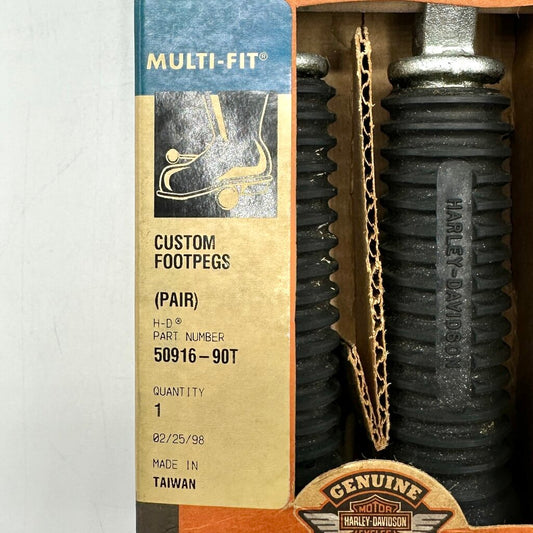 MULTI-FIT®
CUSTOM
FOOTPEGS
(PAIR)
H-D®
PART NUMBER
50916-90T
QUANTITY
1
02/25/98
MADE IN
TAIWAN
HARLEY-DAVIDSON
GENUINE
MOTOR
HARLEY-DAVIDSON
CYCLES